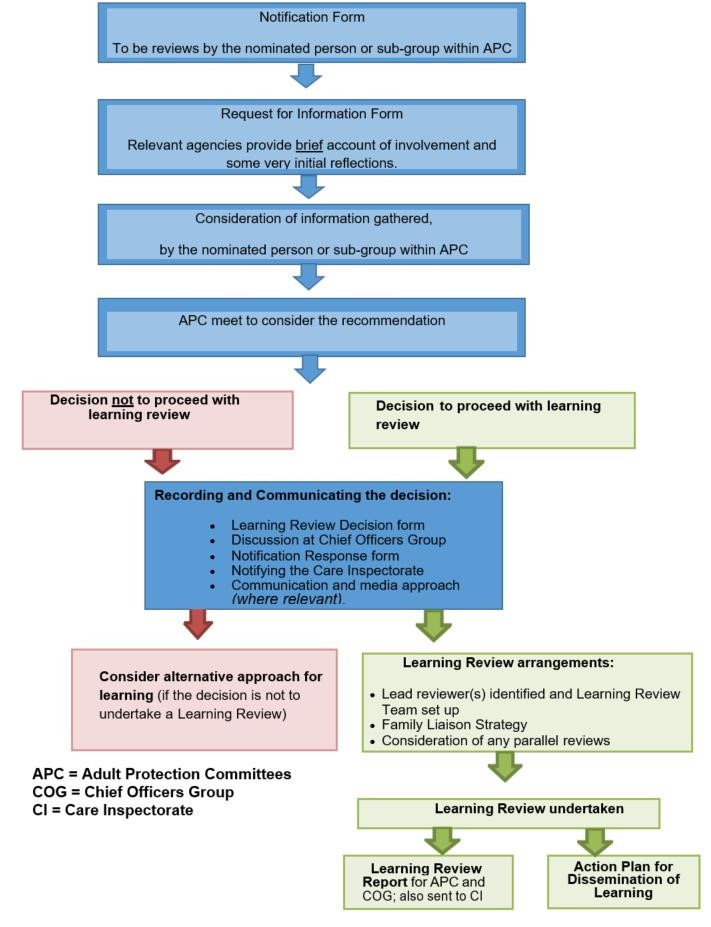 Notification Form
To be reviews by the nominated person or sub-group within APC
Request for Information Form
Relevant agencies provide brief account of involvement and
some very initial reflections.
Consideration of information gathered,
by the nominated person or sub-group within APC
APC meet to consider the recommendation
Decision not to proceed with
learning review
Decision to proceed with learning
review
Recording and Communicating the decision:
• Learning Review Decision form
• Discussion at Chief Officers Group
• Notification Response form
• Notifying the Care Inspectorate
• Communication and media approach
(where relevant).
Consider alternative approach for
learning (if the decision is not to
undertake a Learning Review)
Learning Review arrangements:
• Lead reviewer(s) identified and Learning Review
Team set up
• Family Liaison Strategy
• Consideration of any parallel reviews
APC = Adult Protection Committees
COG = Chief Officers Group
CI = Care Inspectorate
Learning Review undertaken
Learning Review
Report for APC and
COG; also sent to CI
Action Plan for
Dissemination of
Learning